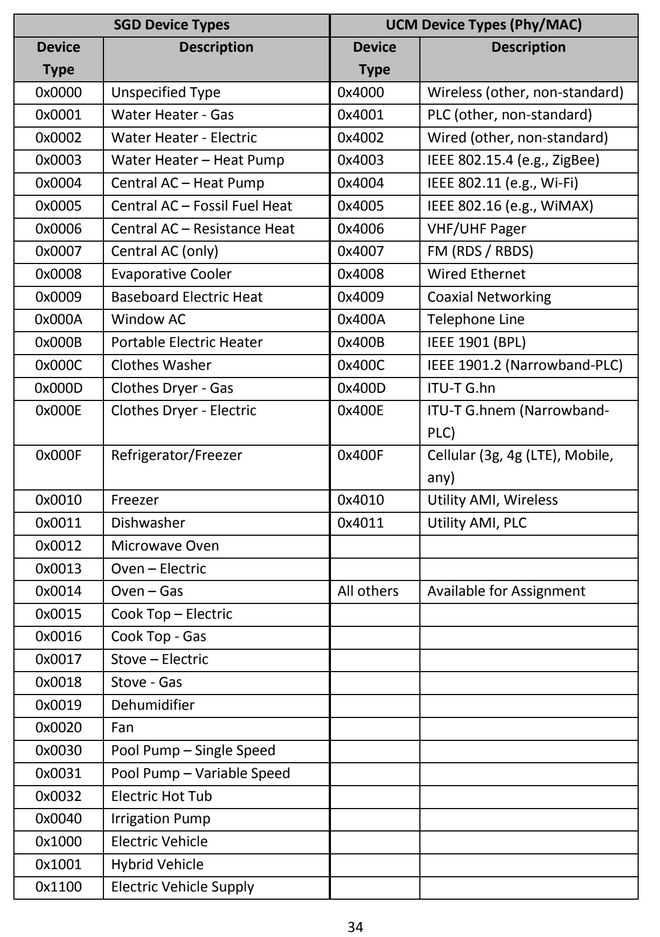 SGD Device Types UCM Device Types (Phy/MAC)
Device Description Device Description
Type Type
0x0000 Unspecified Type 0x4000 Wireless (other, non-standard)
0x0001 Water Heater - Gas 0x4001 PLC (other, non-standard)
0x0002 Water Heater - Electric 0x4002 Wired (other, non-standard)
0x0003 Water Heater – Heat Pump 0x4003 IEEE 802.15.4 (e.g., ZigBee)
0x0004 Central AC – Heat Pump 0x4004 IEEE 802.11 (e.g., Wi-Fi)
0x0005 Central AC – Fossil Fuel Heat 0x4005 IEEE 802.16 (e.g., WiMAX)
0x0006 Central AC – Resistance Heat 0x4006 VHF/UHF Pager
0x0007 Central AC (only) 0x4007 FM (RDS / RBDS)
0x0008 Evaporative Cooler 0x4008 Wired Ethernet
0x0009 Baseboard Electric Heat 0x4009 Coaxial Networking
0x000A Window AC 0x400A Telephone Line
0x000B Portable Electric Heater 0x400B IEEE 1901 (BPL)
0x000C Clothes Washer 0x400C IEEE 1901.2 (Narrowband-PLC)
0x000D Clothes Dryer - Gas 0x400D ITU-T G.hn
0x000E Clothes Dryer - Electric 0x400E ITU-T G.hnem (Narrowband-
PLC)
0x000F Refrigerator/Freezer 0x400F Cellular (3g, 4g (LTE), Mobile,
any)
0x0010 Freezer 0x4010 Utility AMI, Wireless
0x0011 Dishwasher 0x4011 Utility AMI, PLC
0x0012 Microwave Oven
0x0013 Oven – Electric
0x0014 Oven – Gas All others Available for Assignment
0x0015 Cook Top – Electric
0x0016 Cook Top - Gas
0x0017 Stove – Electric
0x0018 Stove - Gas
0x0019 Dehumidifier
0x0020 Fan
0x0030 Pool Pump – Single Speed
0x0031 Pool Pump – Variable Speed
0x0032 Electric Hot Tub
0x0040 Irrigation Pump
0x1000 Electric Vehicle
0x1001 Hybrid Vehicle
0x1100 Electric Vehicle Supply
34